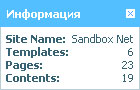 Информация
Site Name: Sandbox Net
Templates: 6
Pages: 23
Contents: 19